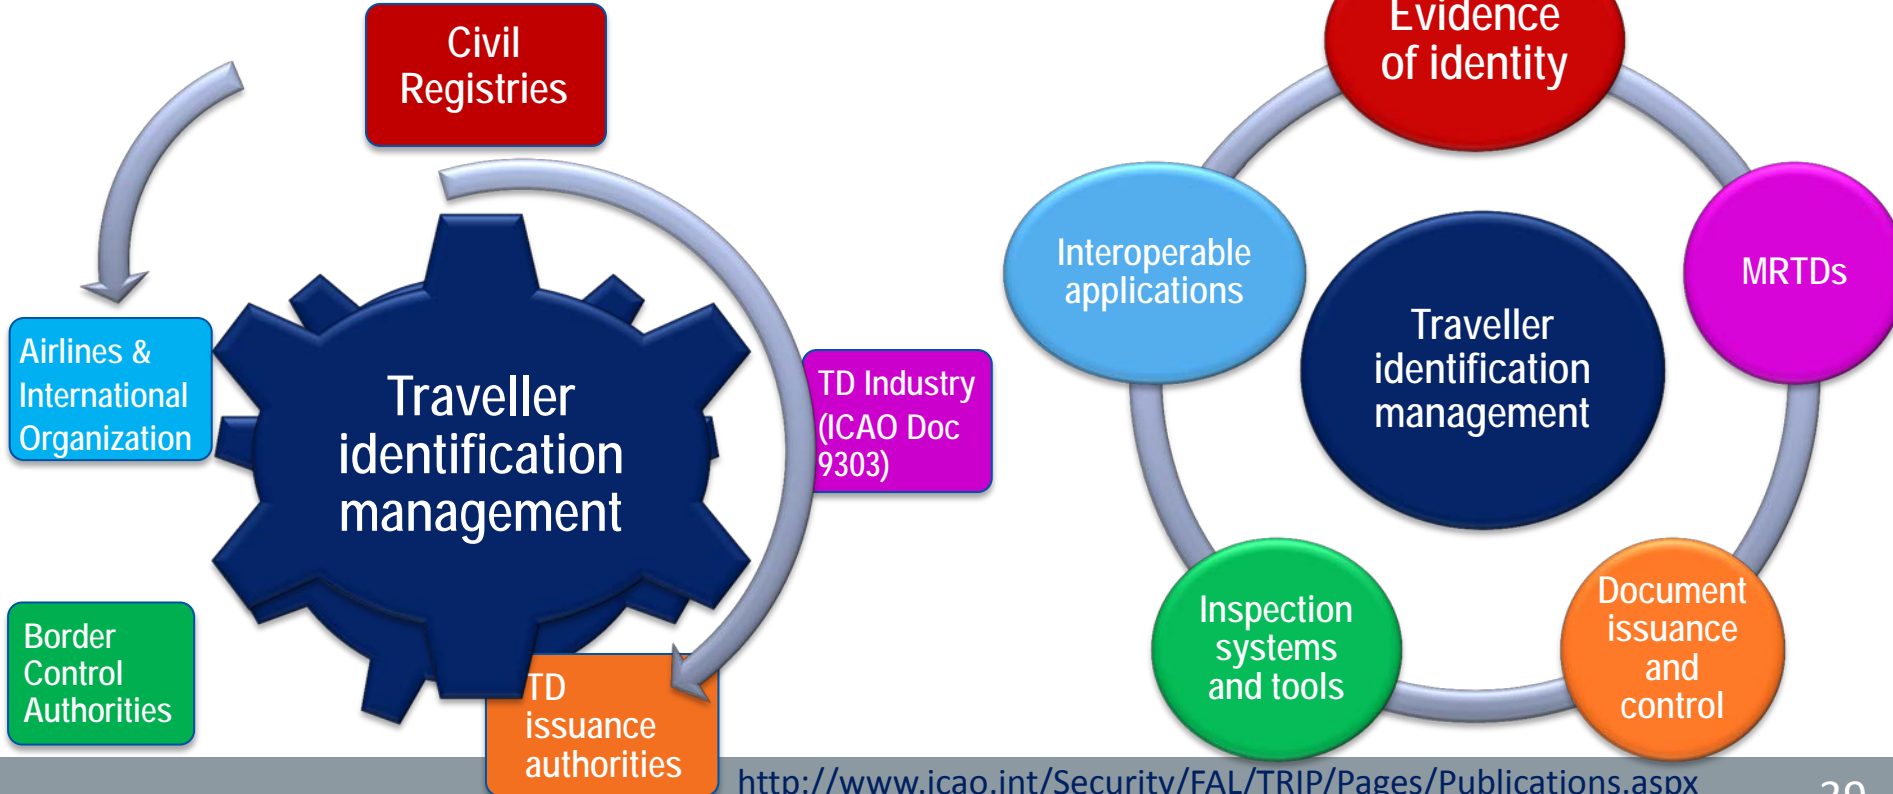 Civil
Registries
Airlines &
International
Organization
Traveller
identification
management
TD Industry
(ICAO Doc
9303)
Border
Control
Authorities
TD
issuance
authorities
Evidence
of identity
Interoperable
applications
MRTDs
Traveller
identification
management
Inspection
systems
and tools
Document
issuance
and
control
http://www.icao.int/Security/FAL/TRIP/Pages/Publications.aspx